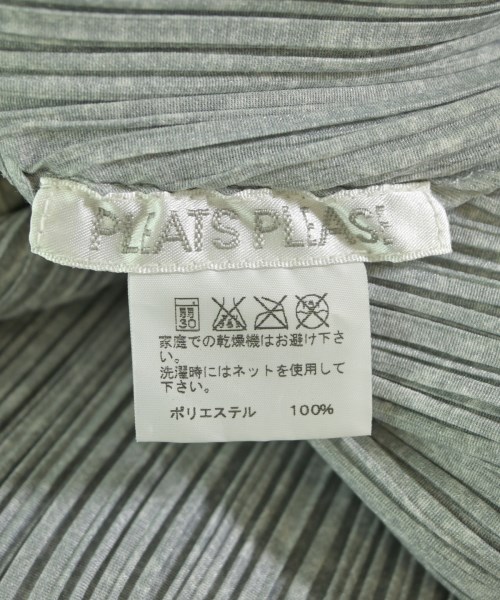 PLEATS PLEASE
30
家庭での乾燥機はお避け下さ
い。
洗濯時にはネットを使用して
下さい。
ポリエステル 100%